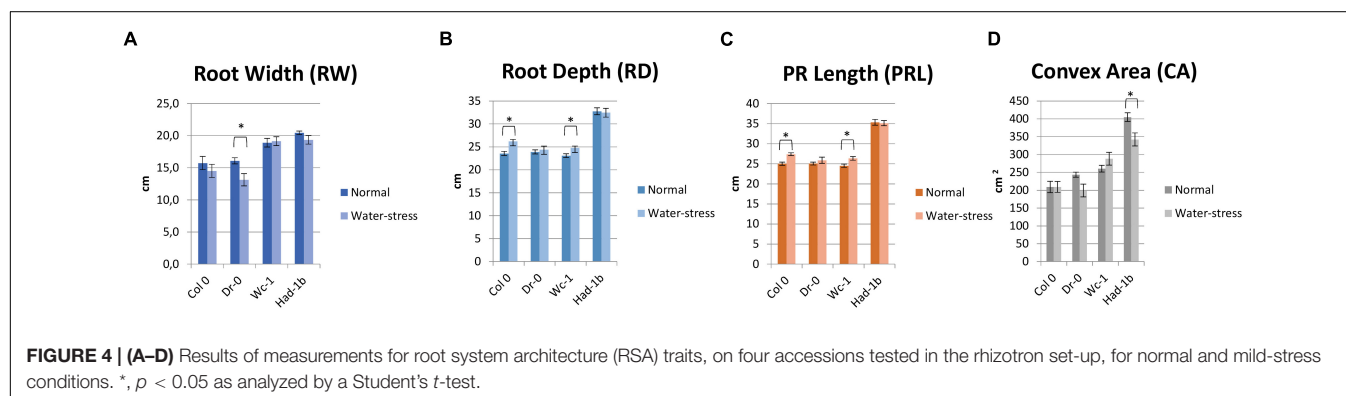 A
Root Width (RW)
25,0
20,0
15,0
10,0
5,0
0,0
cm
*
Col 0
Dr-0
Wc-1
Had-1b
Normal
Water-stress
B
Root Depth (RD)
35
30
25
20
15
10
5
0
cm
*
*
Col 0
Dr-0
Wc-1
Had-1b
Normal
Water-stress
C
PR Length (PRL)
40
35
30
25
20
15
10
5
0
cm
*
*
Col 0
Dr-0
Wc-1
Had-1b
Normal
Water-stress
D
Convex Area (CA)
450
400
350
300
250
200
150
100
50
0
cm ²
*
Col 0
Dr-0
Wc-1
Had-1b
Normal
Water-stress
FIGURE 4 | (A–D) Results of measurements for root system architecture (RSA) traits, on four accessions tested in the rhizotron set-up, for normal and mild-stress
conditions. *, p < 0.05 as analyzed by a Student's t-test.